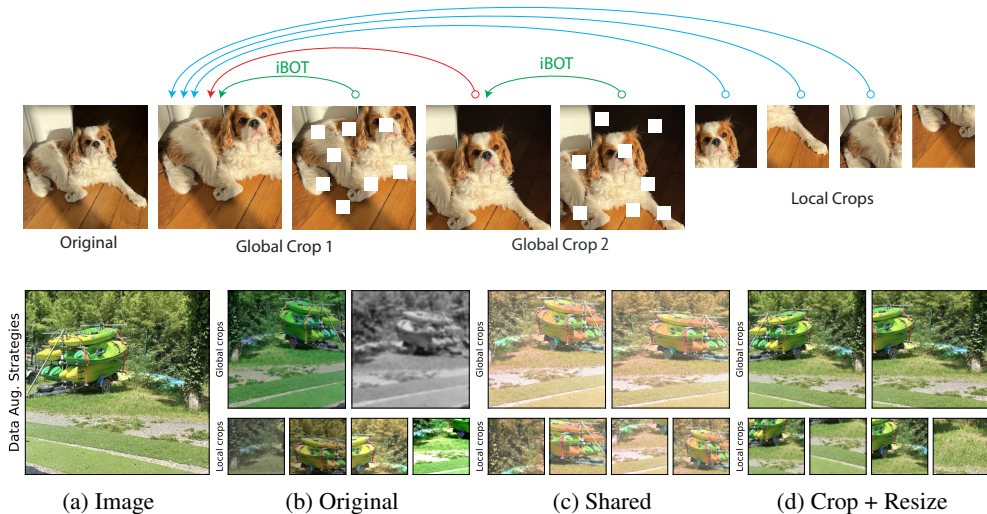 iBOT
iBOT
Original
Global Crop 1
Global Crop 2
Local Crops
Data Aug. Strategies
Global crops
Local crops
Global crops
Local crops
Global crops
Local crops
(a) Image
(b) Original
(c) Shared
(d) Crop + Resize